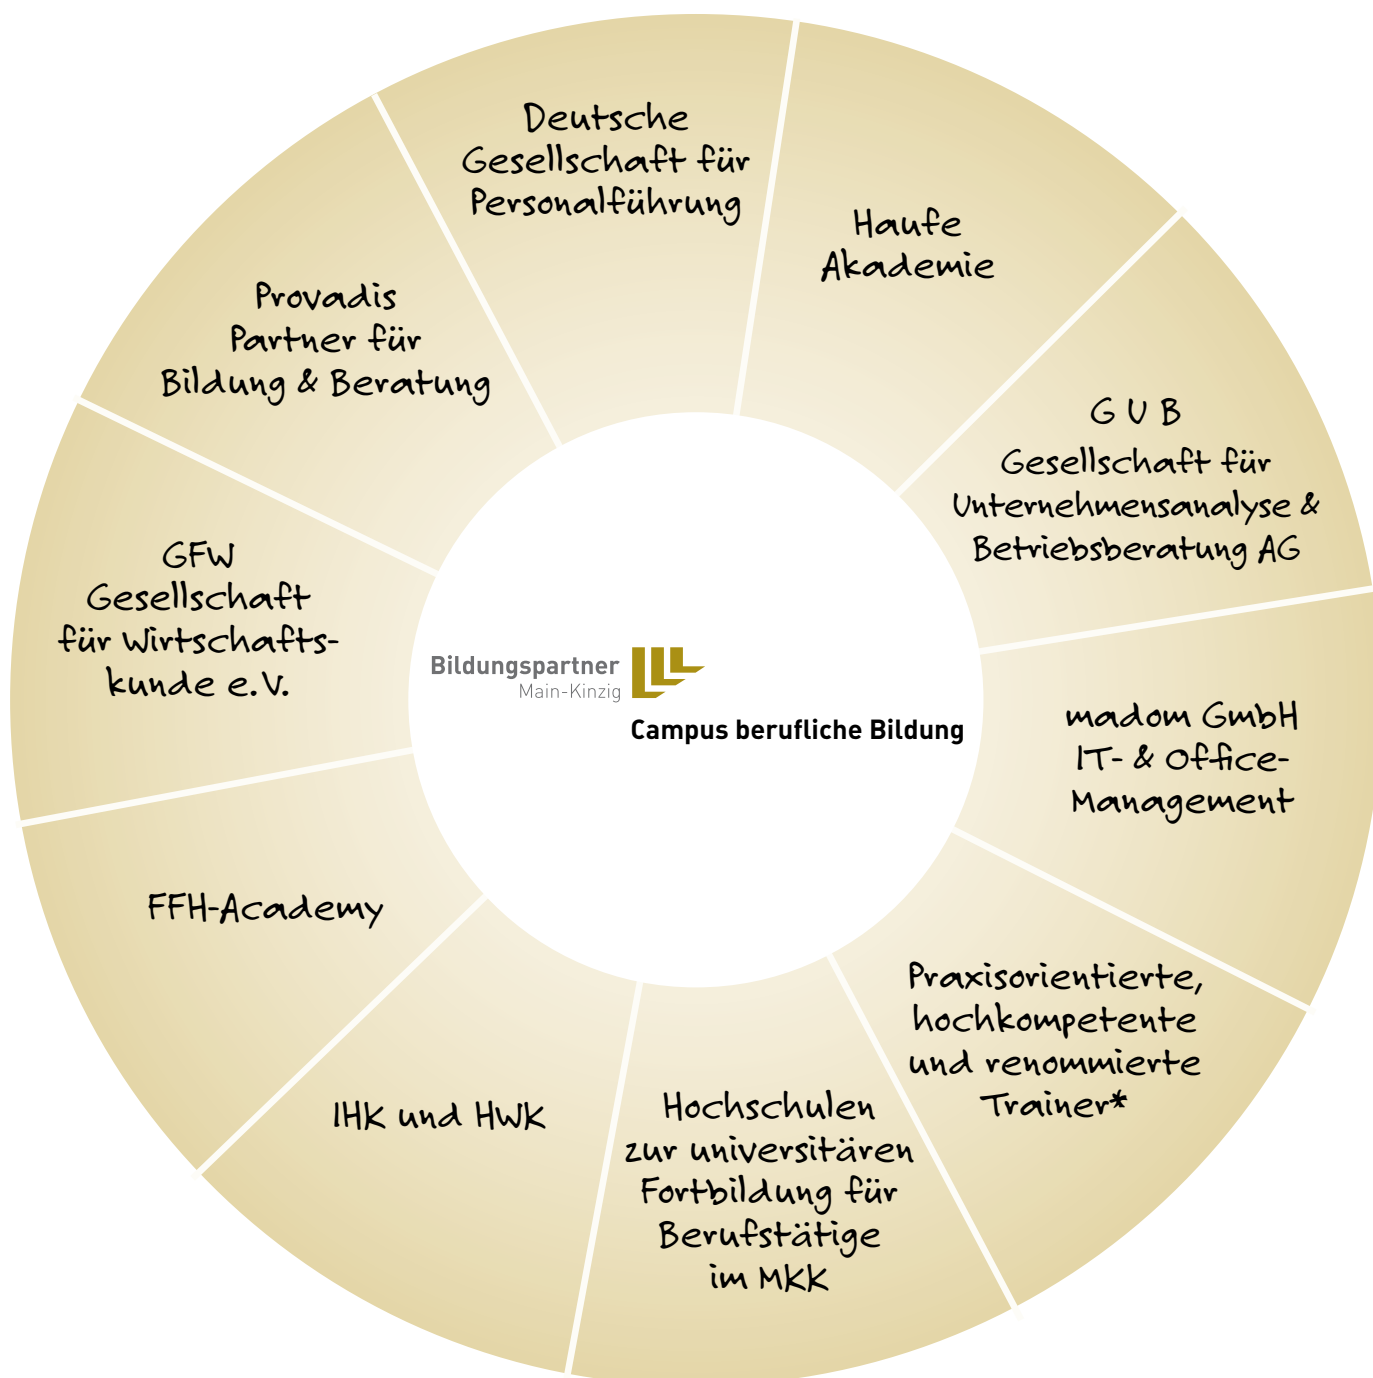 Deutsche
Gesellschaft für
Personalführung
Haufe
Akademie
G U B
Gesellschaft für
Unternehmensanalyse &
Betriebsberatung AG
madom GmbH
IT- & Office-
Management
Praxisorientierte,
hochkompetente
und renommierte
Trainer*
Hochschulen
zur universitären
Fortbildung für
Berufstätige
im MKK
IHK und HWK
FFH-Academy
GFW
Gesellschaft
für Wirtschafts-
kunde e.V.
Provadis
Partner für
Bildung & Beratung
Bildungspartner
Main-Kinzig
Campus berufliche Bildung